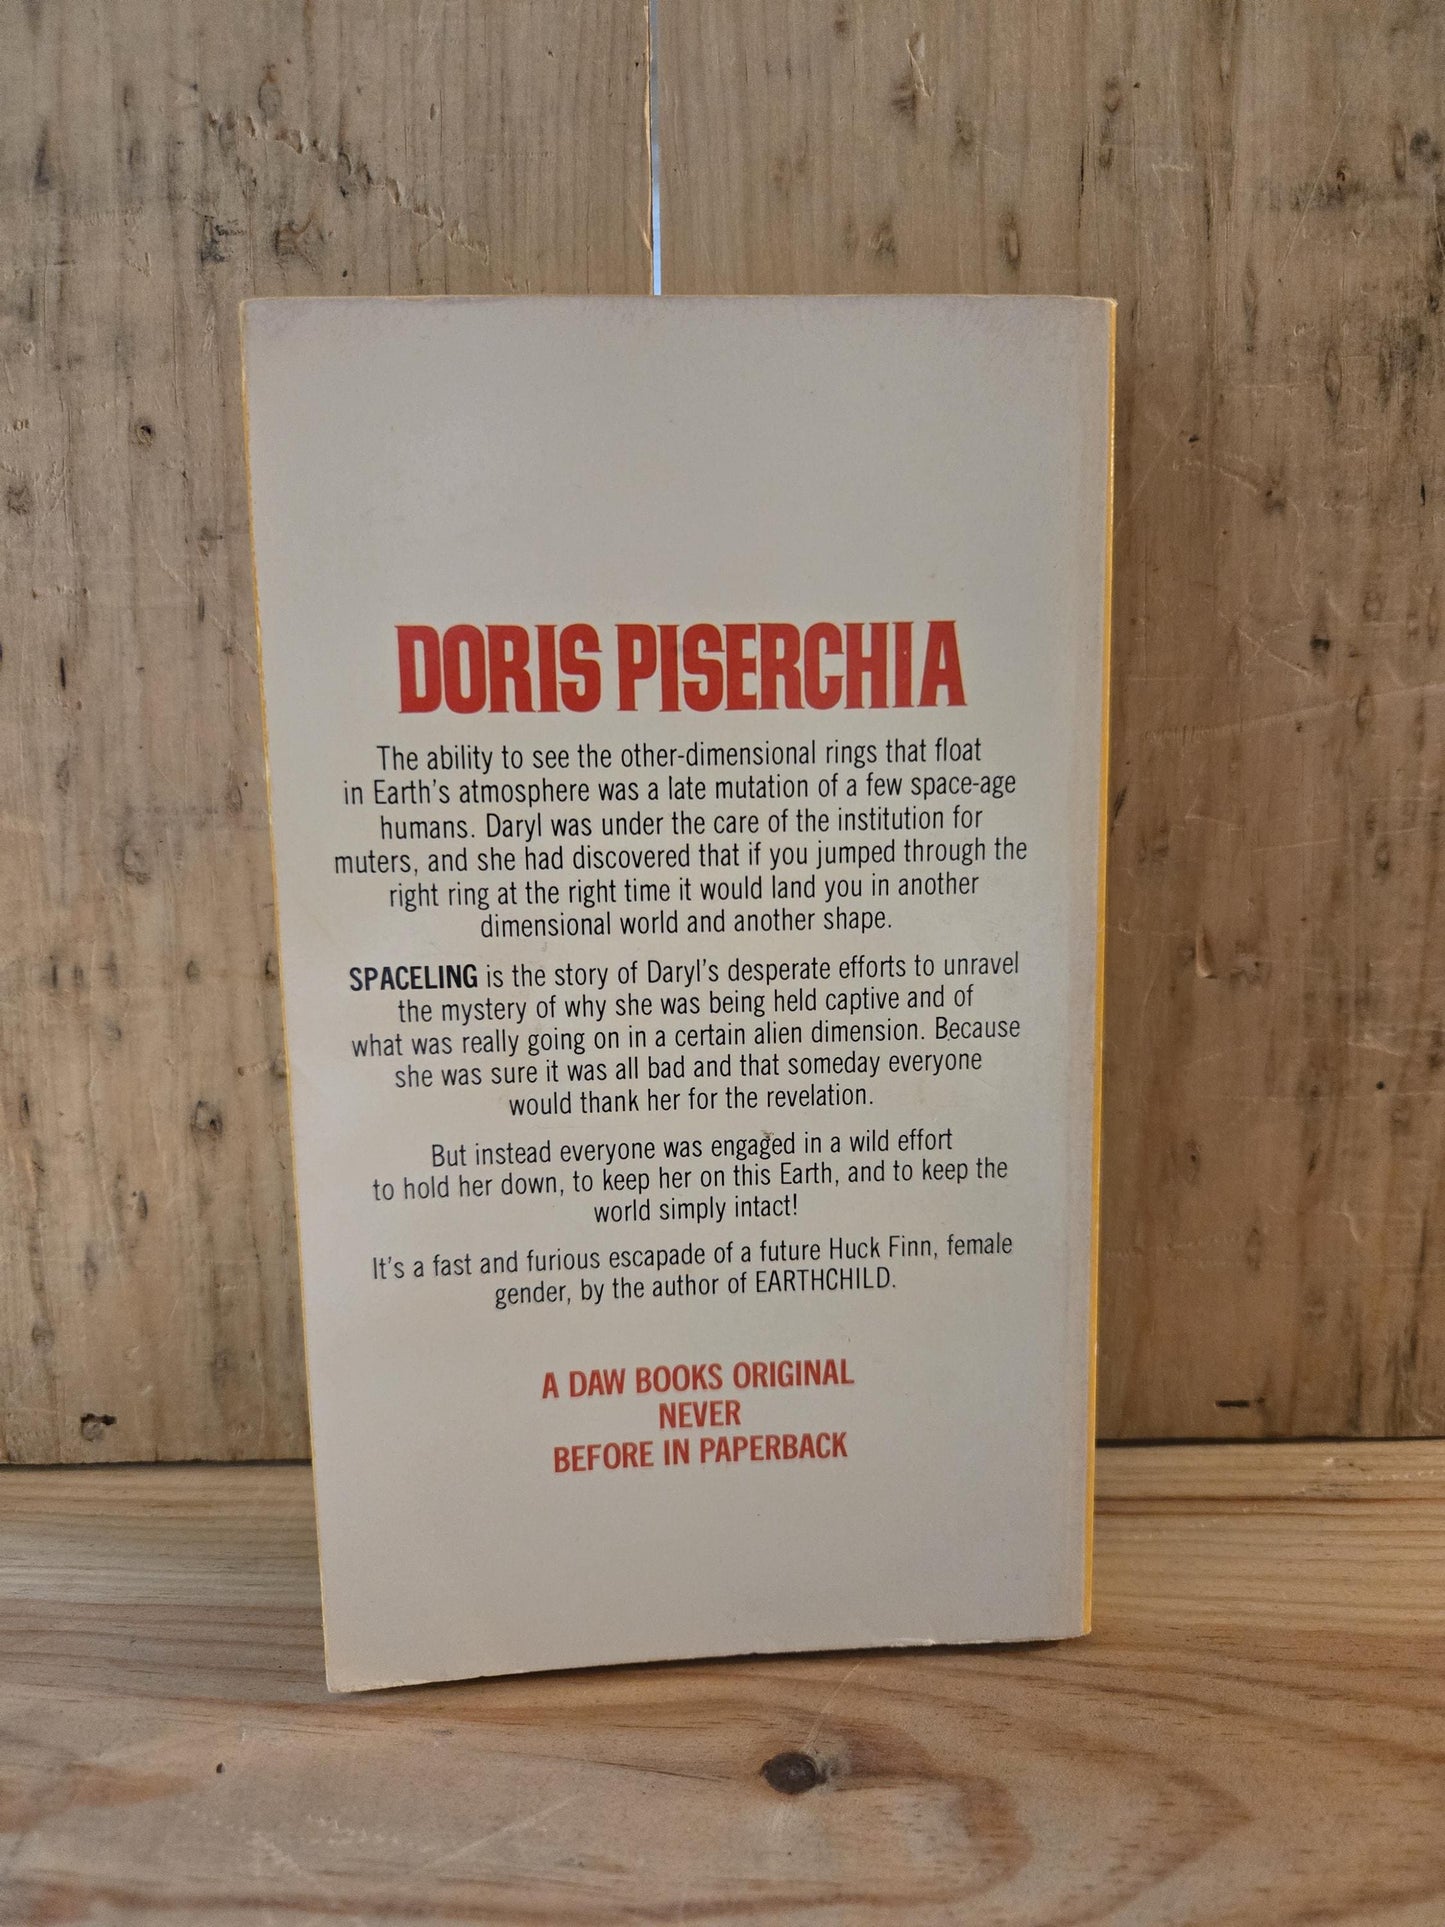 DORIS PISERCHIA
The ability to see the other-dimensional rings that float
in Earth's atmosphere was a late mutation of a few space-age
humans. Daryl was under the care of the institution for
muters, and she had discovered that if you jumped through the
right ring at the right time it would land you in another
dimensional world and another shape.
SPACELING is the story of Daryl's desperate efforts to unravel
the mystery of why she was being held captive and of
what was really going on in a certain alien dimension. Because
she was sure it was all bad and that someday everyone
would thank her for the revelation.
But instead everyone was engaged in a wild effort
to hold her down, to keep her on this Earth, and to keep the
world simply intact!
It's a fast and furious escapade of a future Huck Finn, female
gender, by the author of EARTHCHILD.
A DAW BOOKS ORIGINAL
NEVER
BEFORE IN PAPERBACK